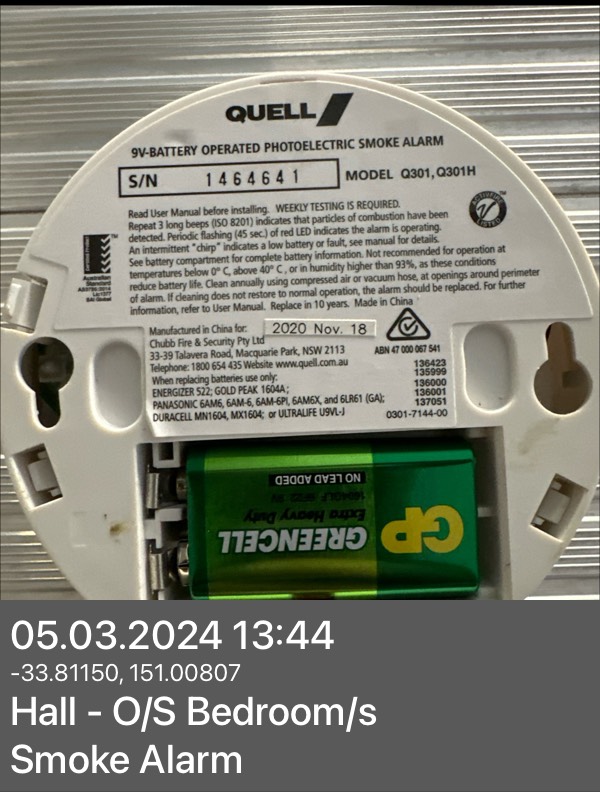 QUELL
9V-BATTERY OPERATED PHOTOELECTRIC SMOKE ALARM
S/N 1464641 MODEL Q301,Q301H
Read User Manual before installing. WEEKLY TESTING IS REQUIRED.
Repeat 3 long beeps (ISO 8201) indicates that particles of combustion have been
detected. Periodic flashing (45 sec.) of red LED indicates the alarm is operating.
An intermittent "chirp" indicates a low battery or fault, see manual for details.
See battery compartment for complete battery information. Not recommended for operation at
temperatures below 0° C, above 40° C , or in humidity higher than 93%, as these conditions
reduce battery life. Clean annually using compressed air or vacuum hose, at openings around perimeter
of alarm. If cleaning does not restore to normal operation, the alarm should be replaced. For further
information, refer to User Manual. Replace in 10 years. Made in China
Australian
Standard
AS3786-2014
SAI Global
Manufactured in China for: 2020 Nov. 18
Chubb Fire & Security Pty Ltd
33-39 Talavera Road, Macquarie Park, NSW 2113
Telephone: 1800 654 435 Website www.quell.com.au
When replacing batteries use only:
ENERGIZER 522; GOLD PEAK 1604A;
PANASONIC 6AM6, 6AM-6, 6AM-6PI, 6AM6X, and 6LR61 (GA);
DURACELL MN1604, MX1604; or ULTRALIFE U9VL-J
ABN 47 000 067 541
136423
135999
136000
136001
137051
0301-7144-00
GP
GREENCELL
Extra Heavy Duty
NO LEAD ADDED
05.03.2024 13:44
-33.81150, 151.00807
Hall - O/S Bedroom/s
Smoke Alarm